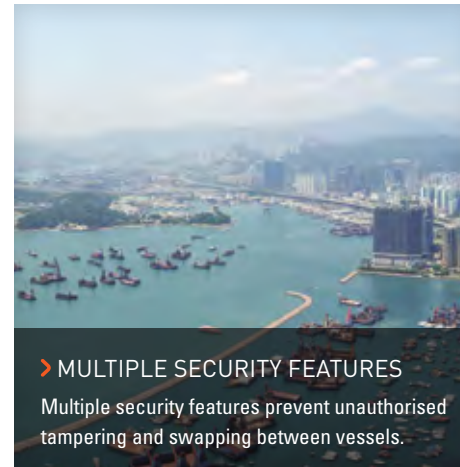 MULTIPLE SECURITY FEATURES
Multiple security features prevent unauthorised
tampering and swapping between vessels.